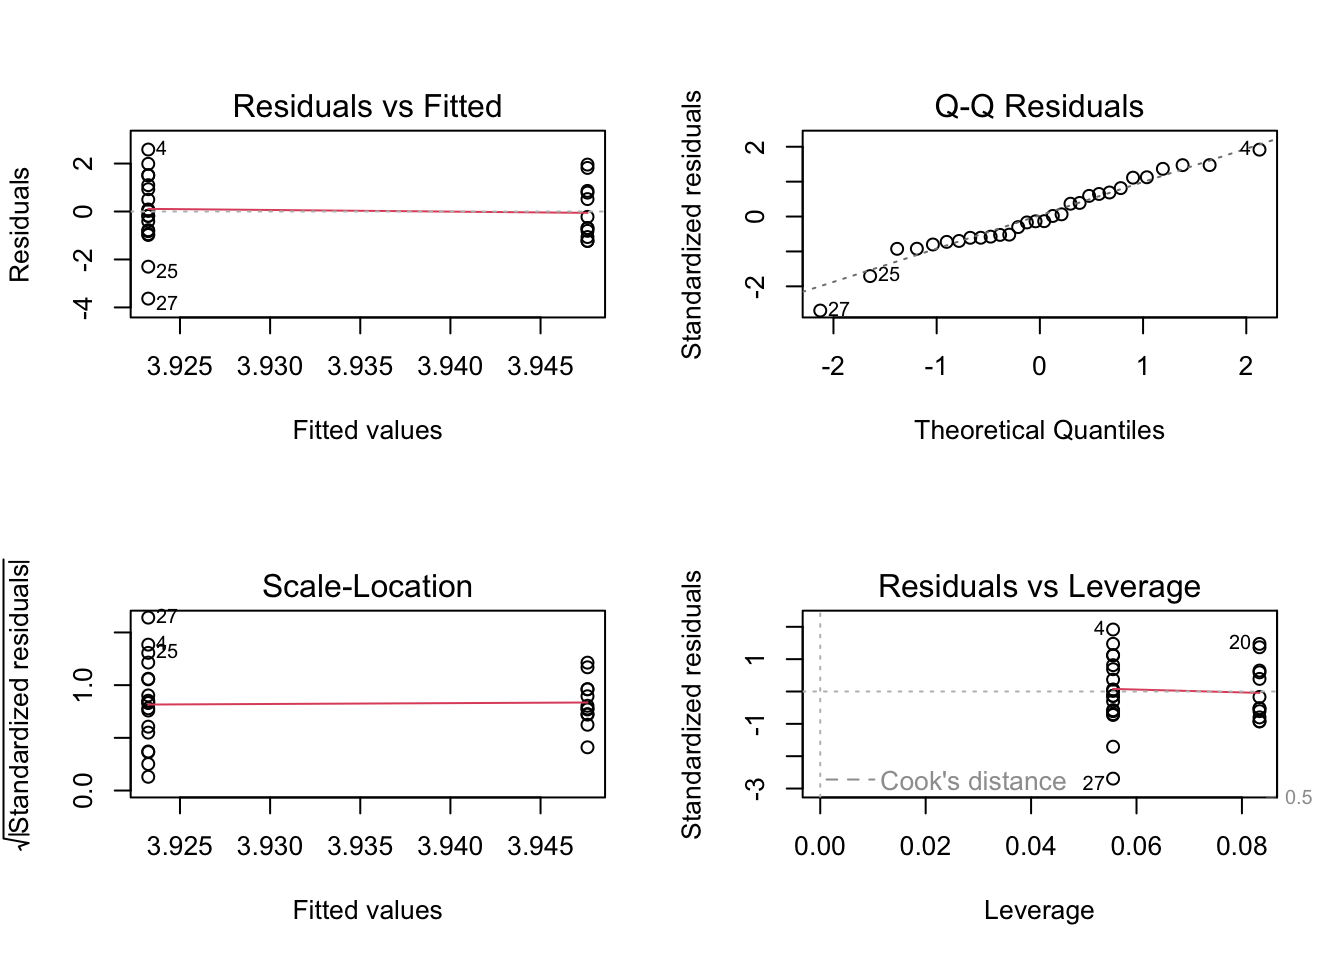 Residuals vs Fitted
Residuals
2
0
-2
-4
4
25
27
3.925 3.930 3.935 3.940 3.945
Fitted values
Q-Q Residuals
Standardized residuals
2
0
-2
4
25
27
-2 -1 0 1 2
Theoretical Quantiles
Scale-Location
√|Standardized residuals|
1.0
0.0
27
4
25
3.925 3.930 3.935 3.940 3.945
Fitted values
Residuals vs Leverage
Standardized residuals
1
-1
-3
4
20
27
Cook's distance
0.5
0.00 0.02 0.04 0.06 0.08
Leverage